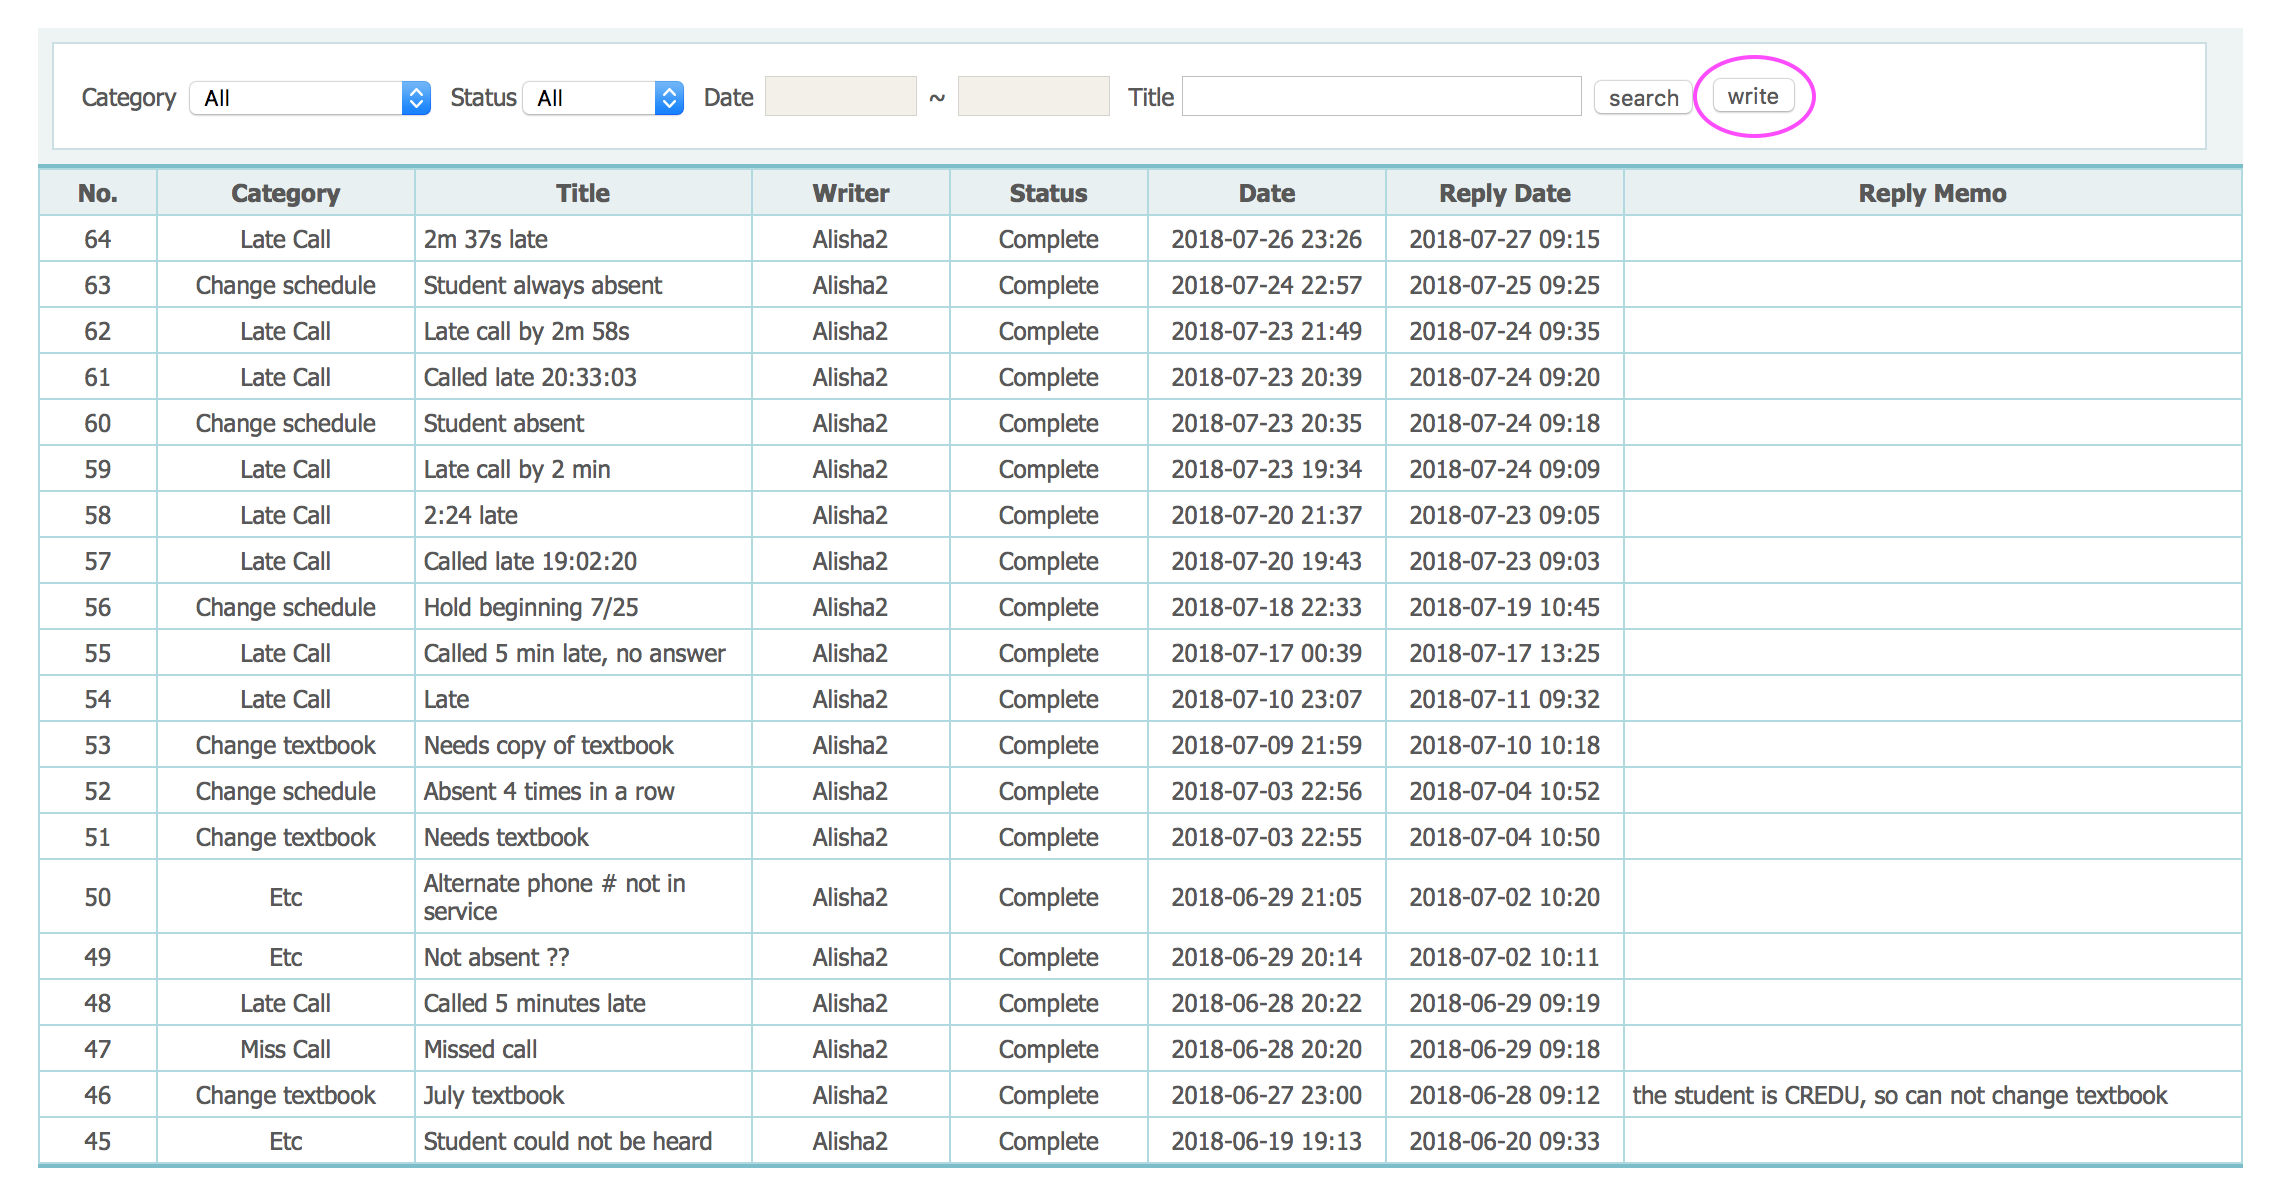 Category All Status All Date ~ Title search write
No. Category Title Writer Status Date Reply Date Reply Memo
64 Late Call 2m 37s late Alisha2 Complete 2018-07-26 23:26 2018-07-27 09:15
63 Change schedule Student always absent Alisha2 Complete 2018-07-24 22:57 2018-07-25 09:25
62 Late Call Late call by 2m 58s Alisha2 Complete 2018-07-23 21:49 2018-07-24 09:35
61 Late Call Called late 20:33:03 Alisha2 Complete 2018-07-23 20:39 2018-07-24 09:20
60 Change schedule Student absent Alisha2 Complete 2018-07-23 20:35 2018-07-24 09:18
59 Late Call Late call by 2 min Alisha2 Complete 2018-07-23 19:34 2018-07-24 09:09
58 Late Call 2:24 late Alisha2 Complete 2018-07-20 21:37 2018-07-23 09:05
57 Late Call Called late 19:02:20 Alisha2 Complete 2018-07-20 19:43 2018-07-23 09:03
56 Change schedule Hold beginning 7/25 Alisha2 Complete 2018-07-18 22:33 2018-07-19 10:45
55 Late Call Called 5 min late, no answer Alisha2 Complete 2018-07-17 00:39 2018-07-17 13:25
54 Late Call Late Alisha2 Complete 2018-07-10 23:07 2018-07-11 09:32
53 Change textbook Needs copy of textbook Alisha2 Complete 2018-07-09 21:59 2018-07-10 10:18
52 Change schedule Absent 4 times in a row Alisha2 Complete 2018-07-03 22:56 2018-07-04 10:52
51 Change textbook Needs textbook Alisha2 Complete 2018-07-03 22:55 2018-07-04 10:50
50 Etc Alternate phone # not in
service Alisha2 Complete 2018-06-29 21:05 2018-07-02 10:20
49 Etc Not absent ?? Alisha2 Complete 2018-06-29 20:14 2018-07-02 10:11
48 Late Call Called 5 minutes late Alisha2 Complete 2018-06-28 20:22 2018-06-29 09:19
47 Miss Call Missed call Alisha2 Complete 2018-06-28 20:20 2018-06-29 09:18
46 Change textbook July textbook Alisha2 Complete 2018-06-27 23:00 2018-06-28 09:12 the student is CREDU, so can not change textbook
45 Etc Student could not be heard Alisha2 Complete 2018-06-19 19:13 2018-06-20 09:33